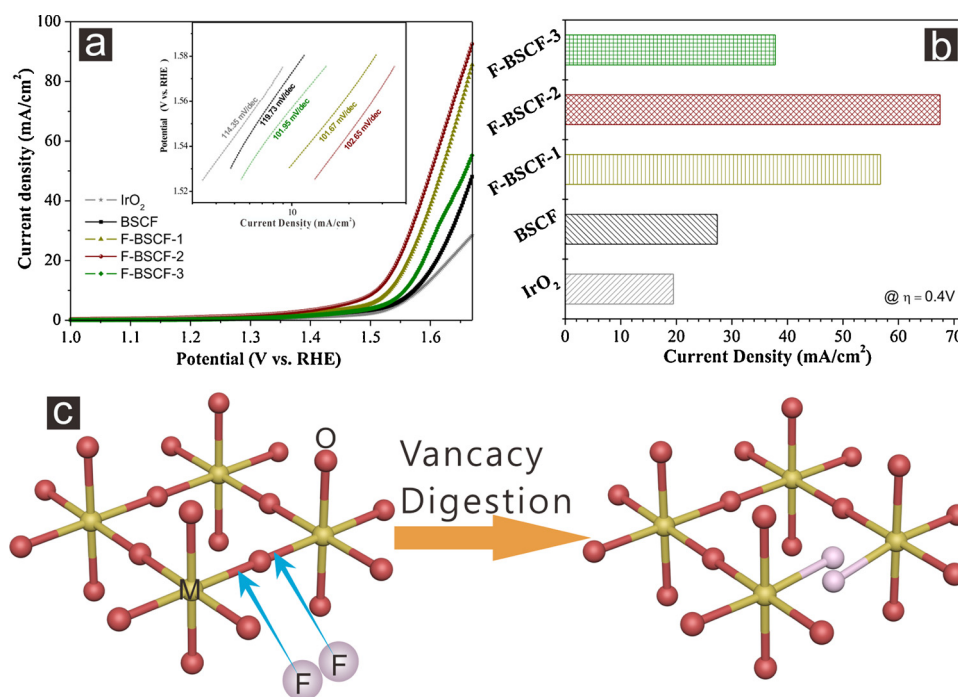 a
100
80
60
40
20
0
Current density (mA/cm²)
1.0
1.1
1.2
1.3
1.4
1.5
1.6
Potential (V vs. RHE)
IrO₂
BSCF
F-BSCF-1
F-BSCF-2
F-BSCF-3
1.58
1.56
1.54
1.52
Potential (V vs. RHE)
10
Current Density (mA/cm²)
114.35 mV/dec
119.73 mV/dec
101.95 mV/dec
101.67 mV/dec
102.65 mV/dec
b
F-BSCF-3
F-BSCF-2
F-BSCF-1
BSCF
IrO₂
@ η = 0.4V
0
10
20
30
40
50
60
70
Current Density (mA/cm²)
c
O
M
F
F
Vancacy
Digestion